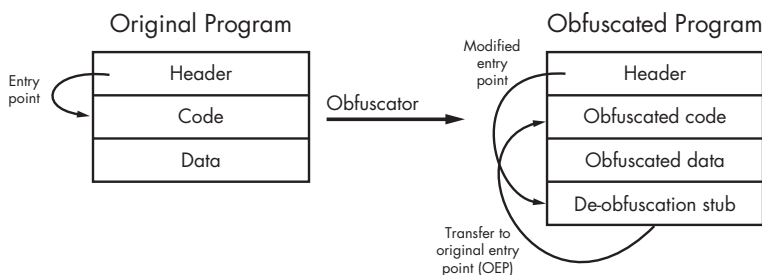 Original Program
Entry
point
Header
Code
Data
Obfuscator
Obfuscated Program
Modified
entry
point
Header
Obfuscated code
Obfuscated data
De-obfuscation stub
Transfer to
original entry
point (OEP)